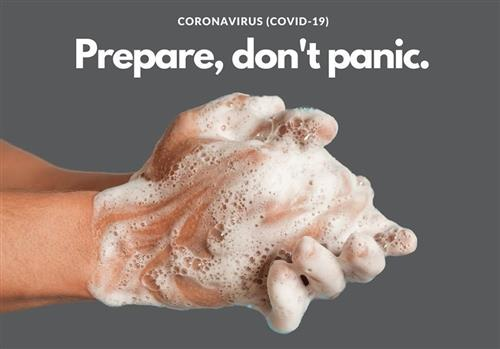 CORONAVIRUS (COVID-19)
Prepare, don't panic.